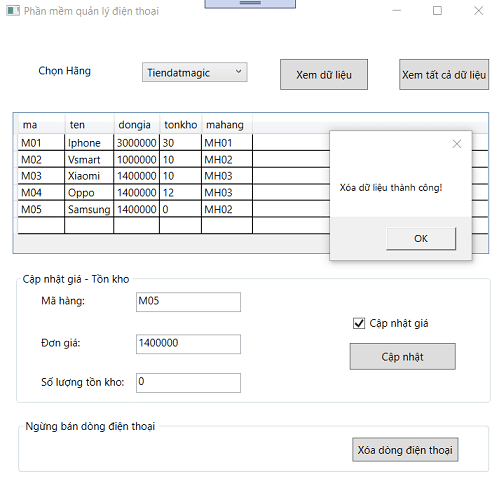 Phần mềm quản lý điện thoại
Chọn Hãng
Tiendatmagic
Xem dữ liệu
Xem tất cả dữ liệu
ma ten dongia tonkho mahang
M01 Iphone 3000000 30 MH01
M02 Vsmart 1000000 10 MH02
M03 Xiaomi 1400000 10 MH03
M04 Oppo 1400000 12 MH03
M05 Samsung 1400000 0 MH02
Xóa dữ liệu thành công!
OK
Cập nhật giá - Tồn kho
Mã hàng: M05
Cập nhật giá
Đơn giá: 1400000
Cập nhật
Số lượng tồn kho: 0
Ngừng bán dòng điện thoại
Xóa dòng điện thoại